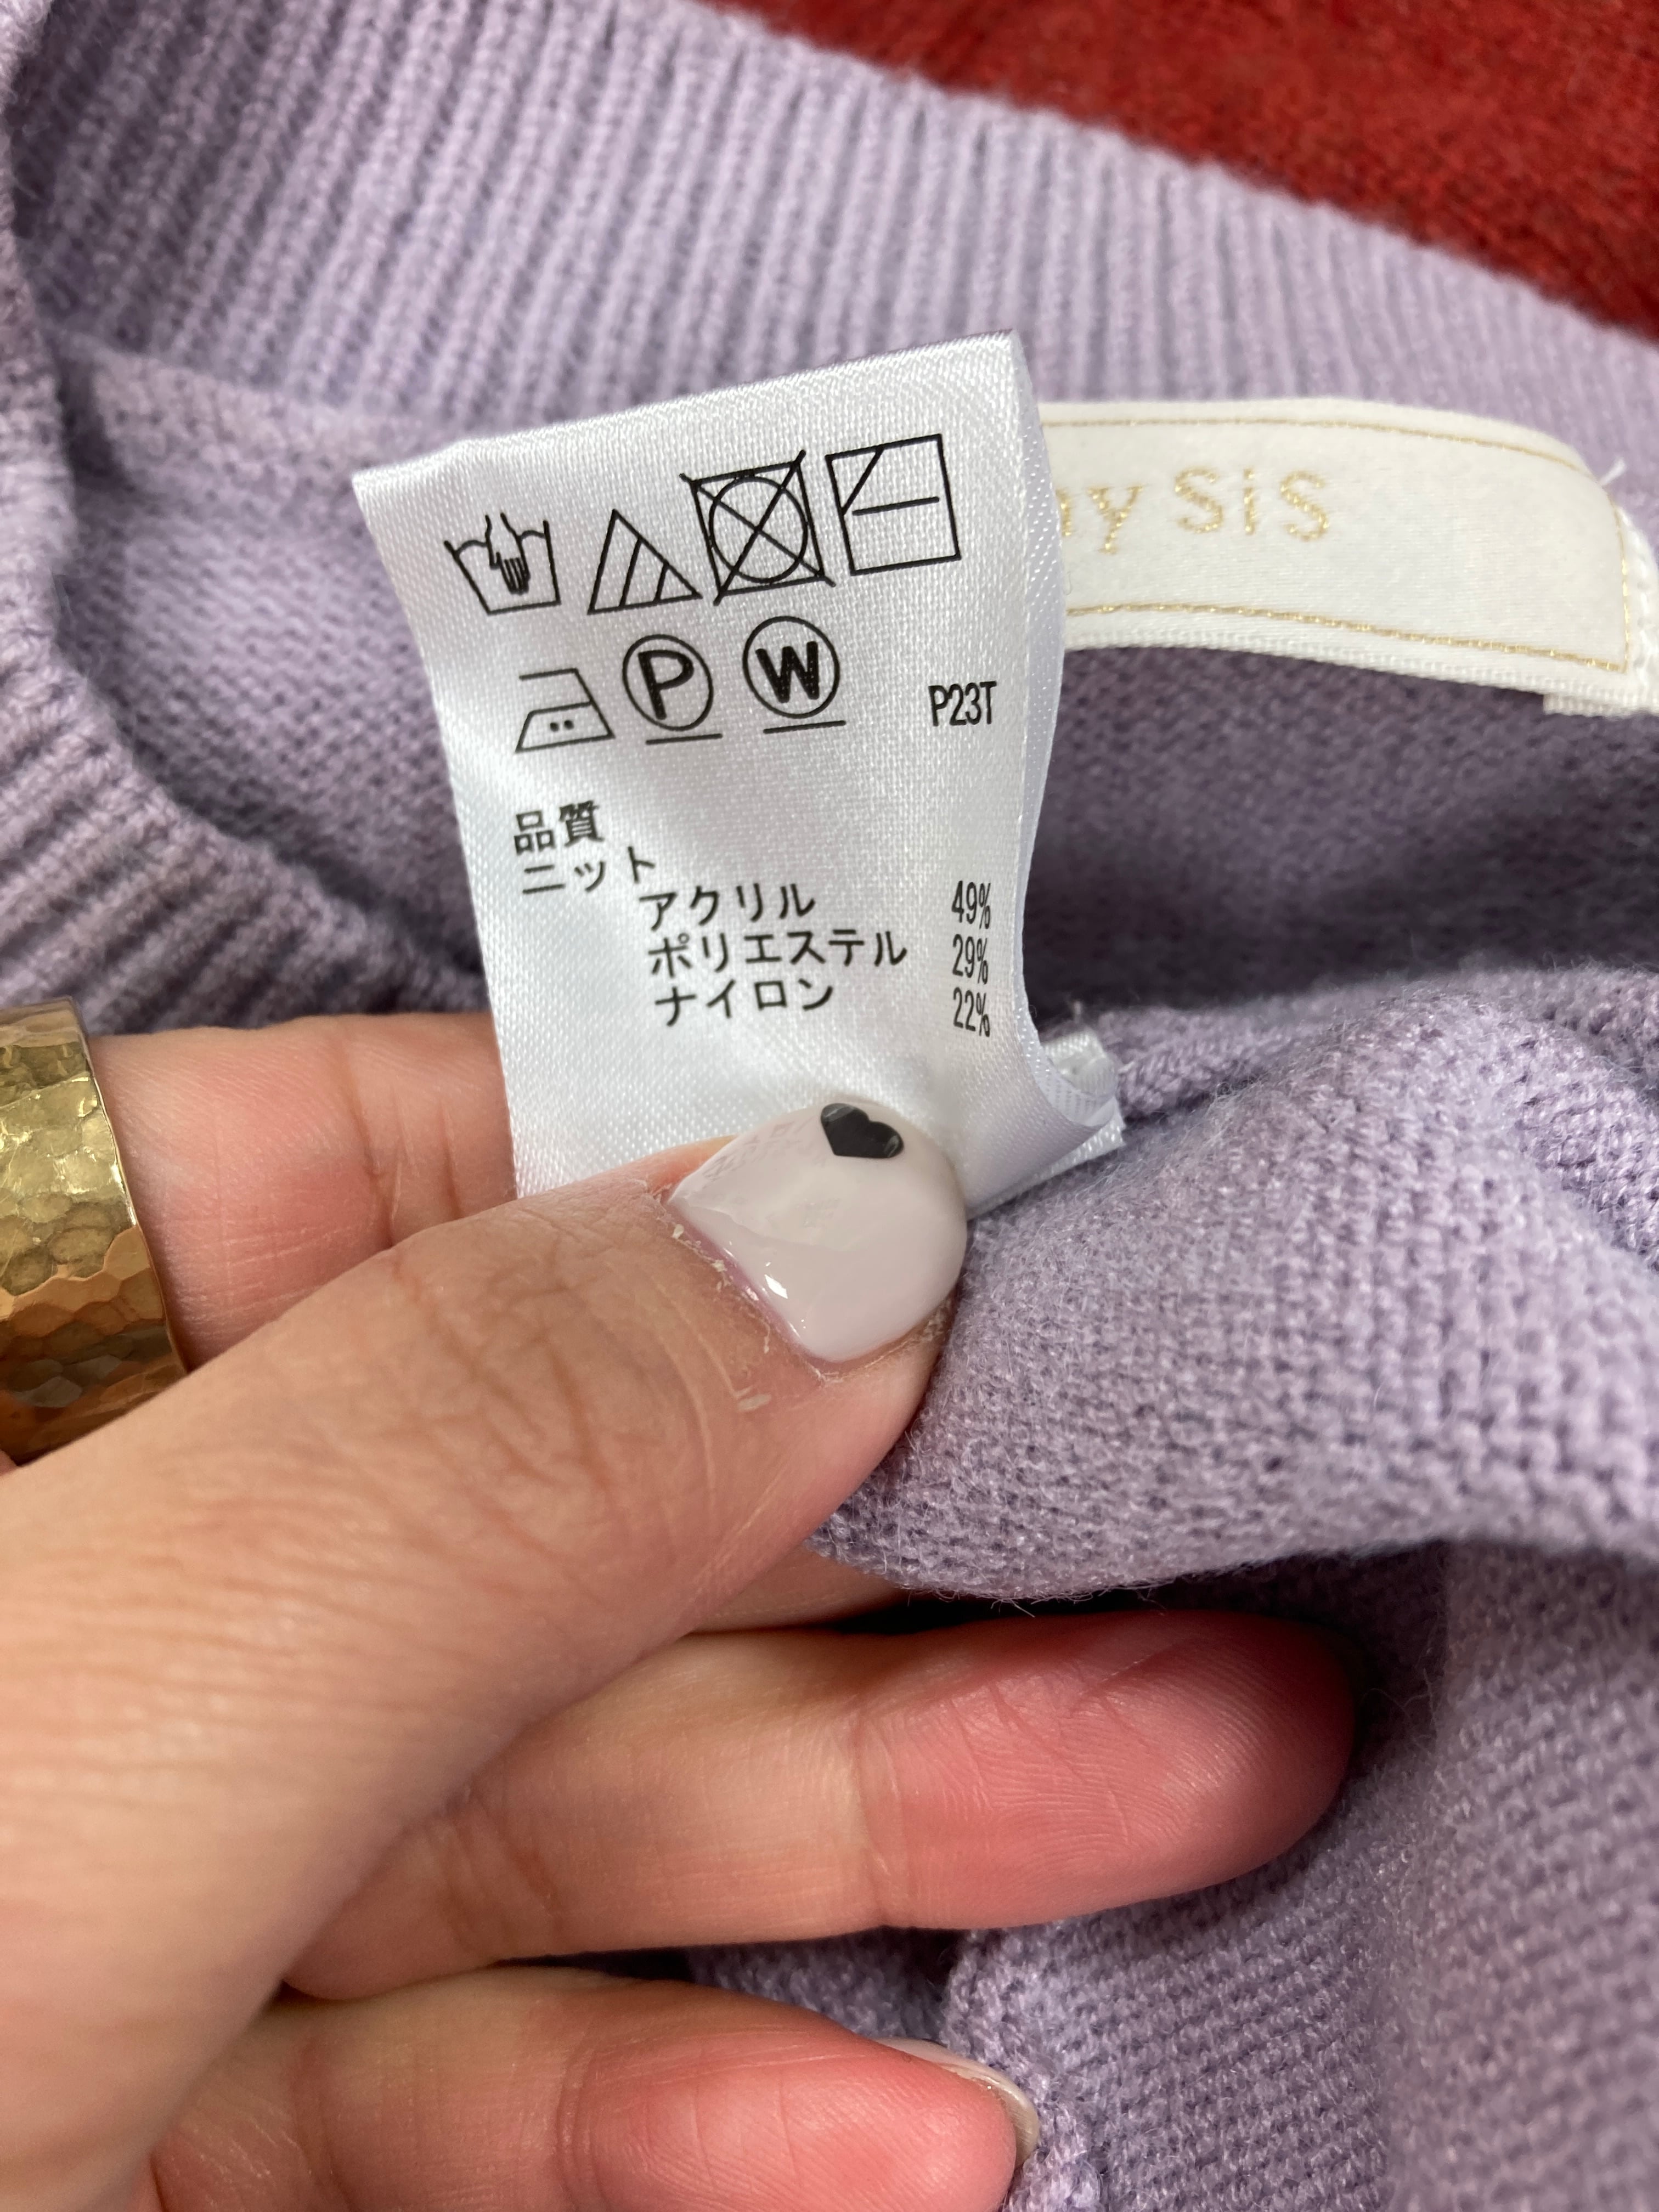 SiS
P
W
P23T
品質
ニット
アクリル 49%
ポリエステル 29%
ナイロン 22%